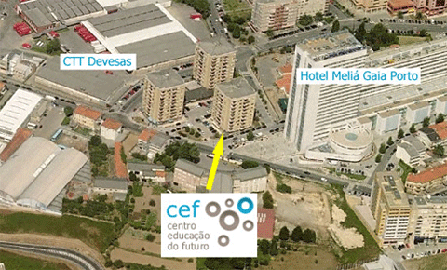 CTT Devesas
Hotel Meliá Gaia Porto
cef
centro
educação
do futuro